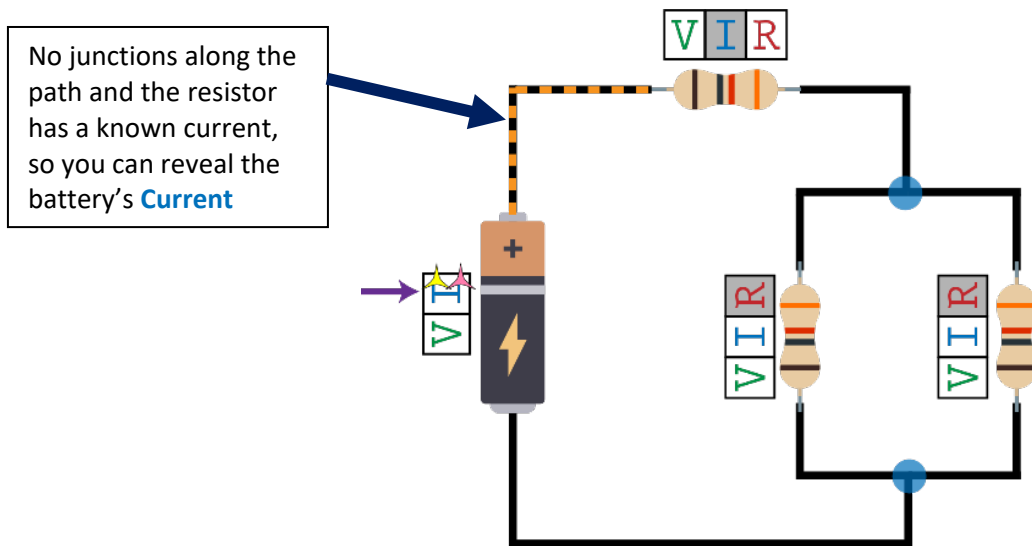 No junctions along the
path and the resistor
has a known current,
so you can reveal the
battery’s Current
V I R
+
V I
V I R
V I R